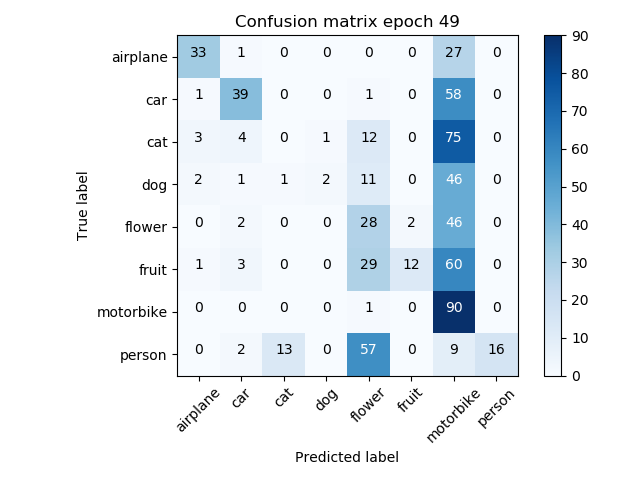 Confusion matrix epoch 49
True label
airplane 33 1 0 0 0 0 27 0
car 1 39 0 0 1 0 58 0
cat 3 4 0 1 12 0 75 0
dog 2 1 1 2 11 0 46 0
flower 0 2 0 0 28 2 46 0
fruit 1 3 0 0 29 12 60 0
motorbike 0 0 0 0 1 0 90 0
person 0 2 13 0 57 0 9 16
airplane car cat dog flower fruit motorbike person
Predicted label
90
80
70
60
50
40
30
20
10
0